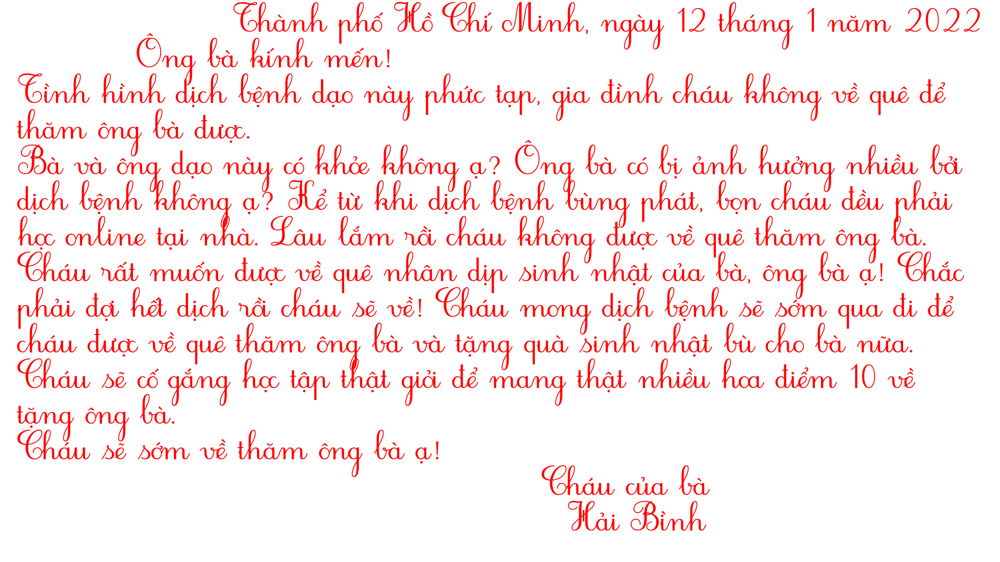 Thành phố Hồ Chí Minh, ngày 12 tháng 1 năm 2022
Ông bà kính mến!
Tình hình dịch bệnh dạo này phức tạp, gia đình cháu không về quê để
thăm ông bà được.
Bà và ông dạo này có khỏe không ạ? Ông bà có bị ảnh hưởng nhiều bởi
dịch bệnh không ạ? Kể từ khi dịch bệnh bùng phát, bọn cháu đều phải
học online tại nhà. Lâu lắm rồi cháu không được về quê thăm ông bà.
Cháu rất muốn được về quê nhân dịp sinh nhật của bà, ông bà ạ! Chắc
phải đợi hết dịch rồi cháu sẽ về! Cháu mong dịch bệnh sẽ sớm qua đi để
cháu được về quê thăm ông bà và tặng quà sinh nhật bù cho bà nữa.
Cháu sẽ cố gắng học tập thật giỏi để mang thật nhiều hoa điểm 10 về
tặng ông bà.
Cháu sẽ sớm về thăm ông bà ạ!
Cháu của bà
Hải Bình